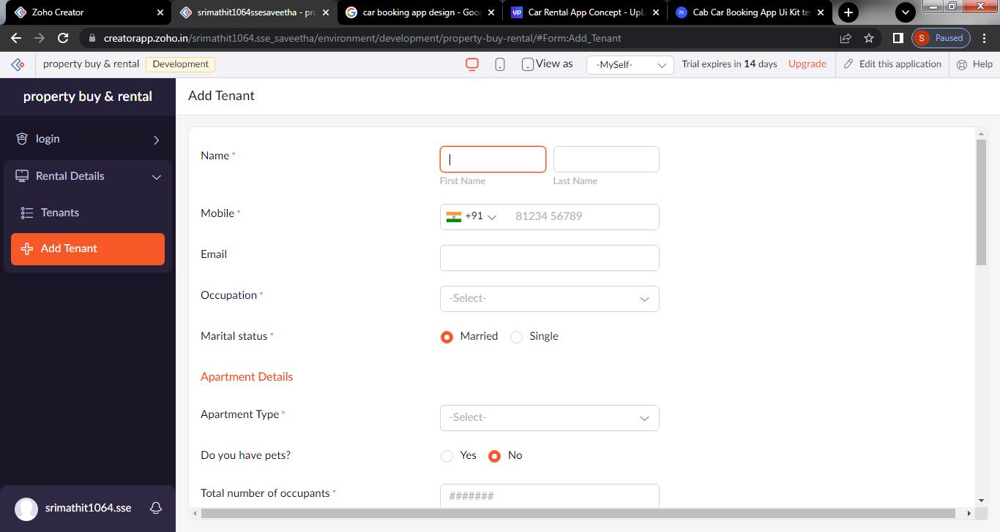 Zoho Creator
srimathit1064ssesaveetha - pro
car booking app design - Goo
Car Rental App Concept - UpLa
Cab Car Booking App Ui Kit te
creatorapp.zoho.in/srimathit1064.sse_saveetha/environment/development/property-buy-rental/#Form:Add_Tenant
S Paused
property buy & rental Development
View as -MySelf- Trial expires in 14 days Upgrade Edit this application Help
property buy & rental
login
Rental Details
Tenants
Add Tenant
srimathit1064.sse
Add Tenant
Name *
First Name Last Name
Mobile * +91 81234 56789
Email
Occupation * -Select-
Marital status * Married Single
Apartment Details
Apartment Type * -Select-
Do you have pets? Yes No
Total number of occupants * #######